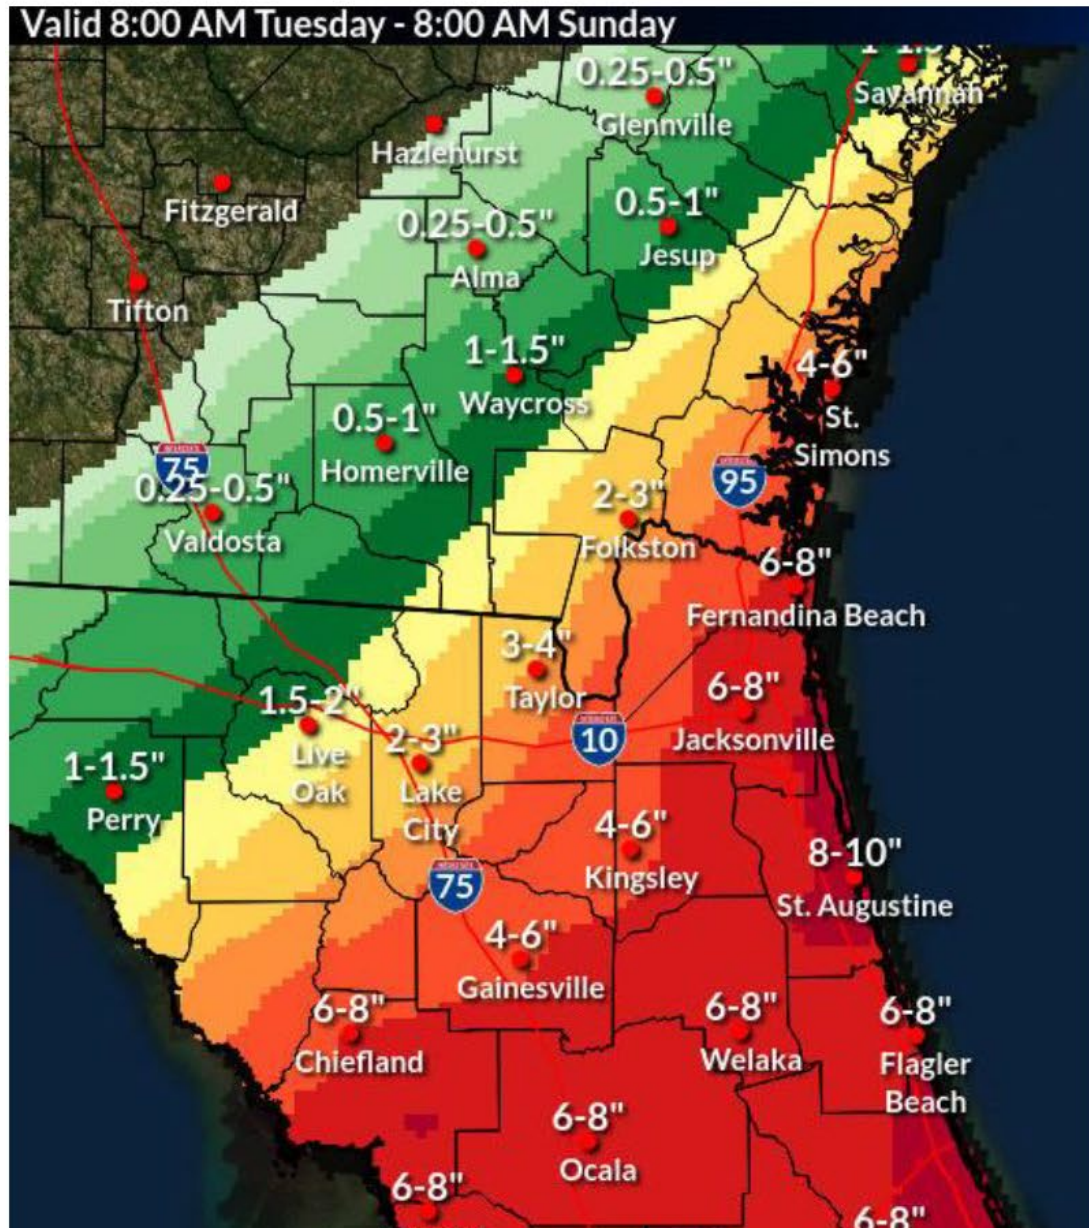 Valid 8:00 AM Tuesday - 8:00 AM Sunday
1-1.5"
Savannah
0.25-0.5"
Glennville
Hazlehurst
Fitzgerald
0.25-0.5"
Alma
0.5-1"
Jesup
Tifton
1-1.5"
Waycross
4-6"
St.
Simons
0.5-1"
Homerville
75
0.25-0.5"
Valdosta
95
2-3"
Folkston
6-8"
Fernandina Beach
3-4"
Taylor
6-8"
Jacksonville
10
1.5-2"
Live
Oak
2-3"
Lake
City
1-1.5"
Perry
4-6"
Kingsley
8-10"
St. Augustine
75
4-6"
Gainesville
6-8"
Chiefland
6-8"
Welaka
6-8"
Flagler
Beach
6-8"
Ocala
6-8"
6-8"